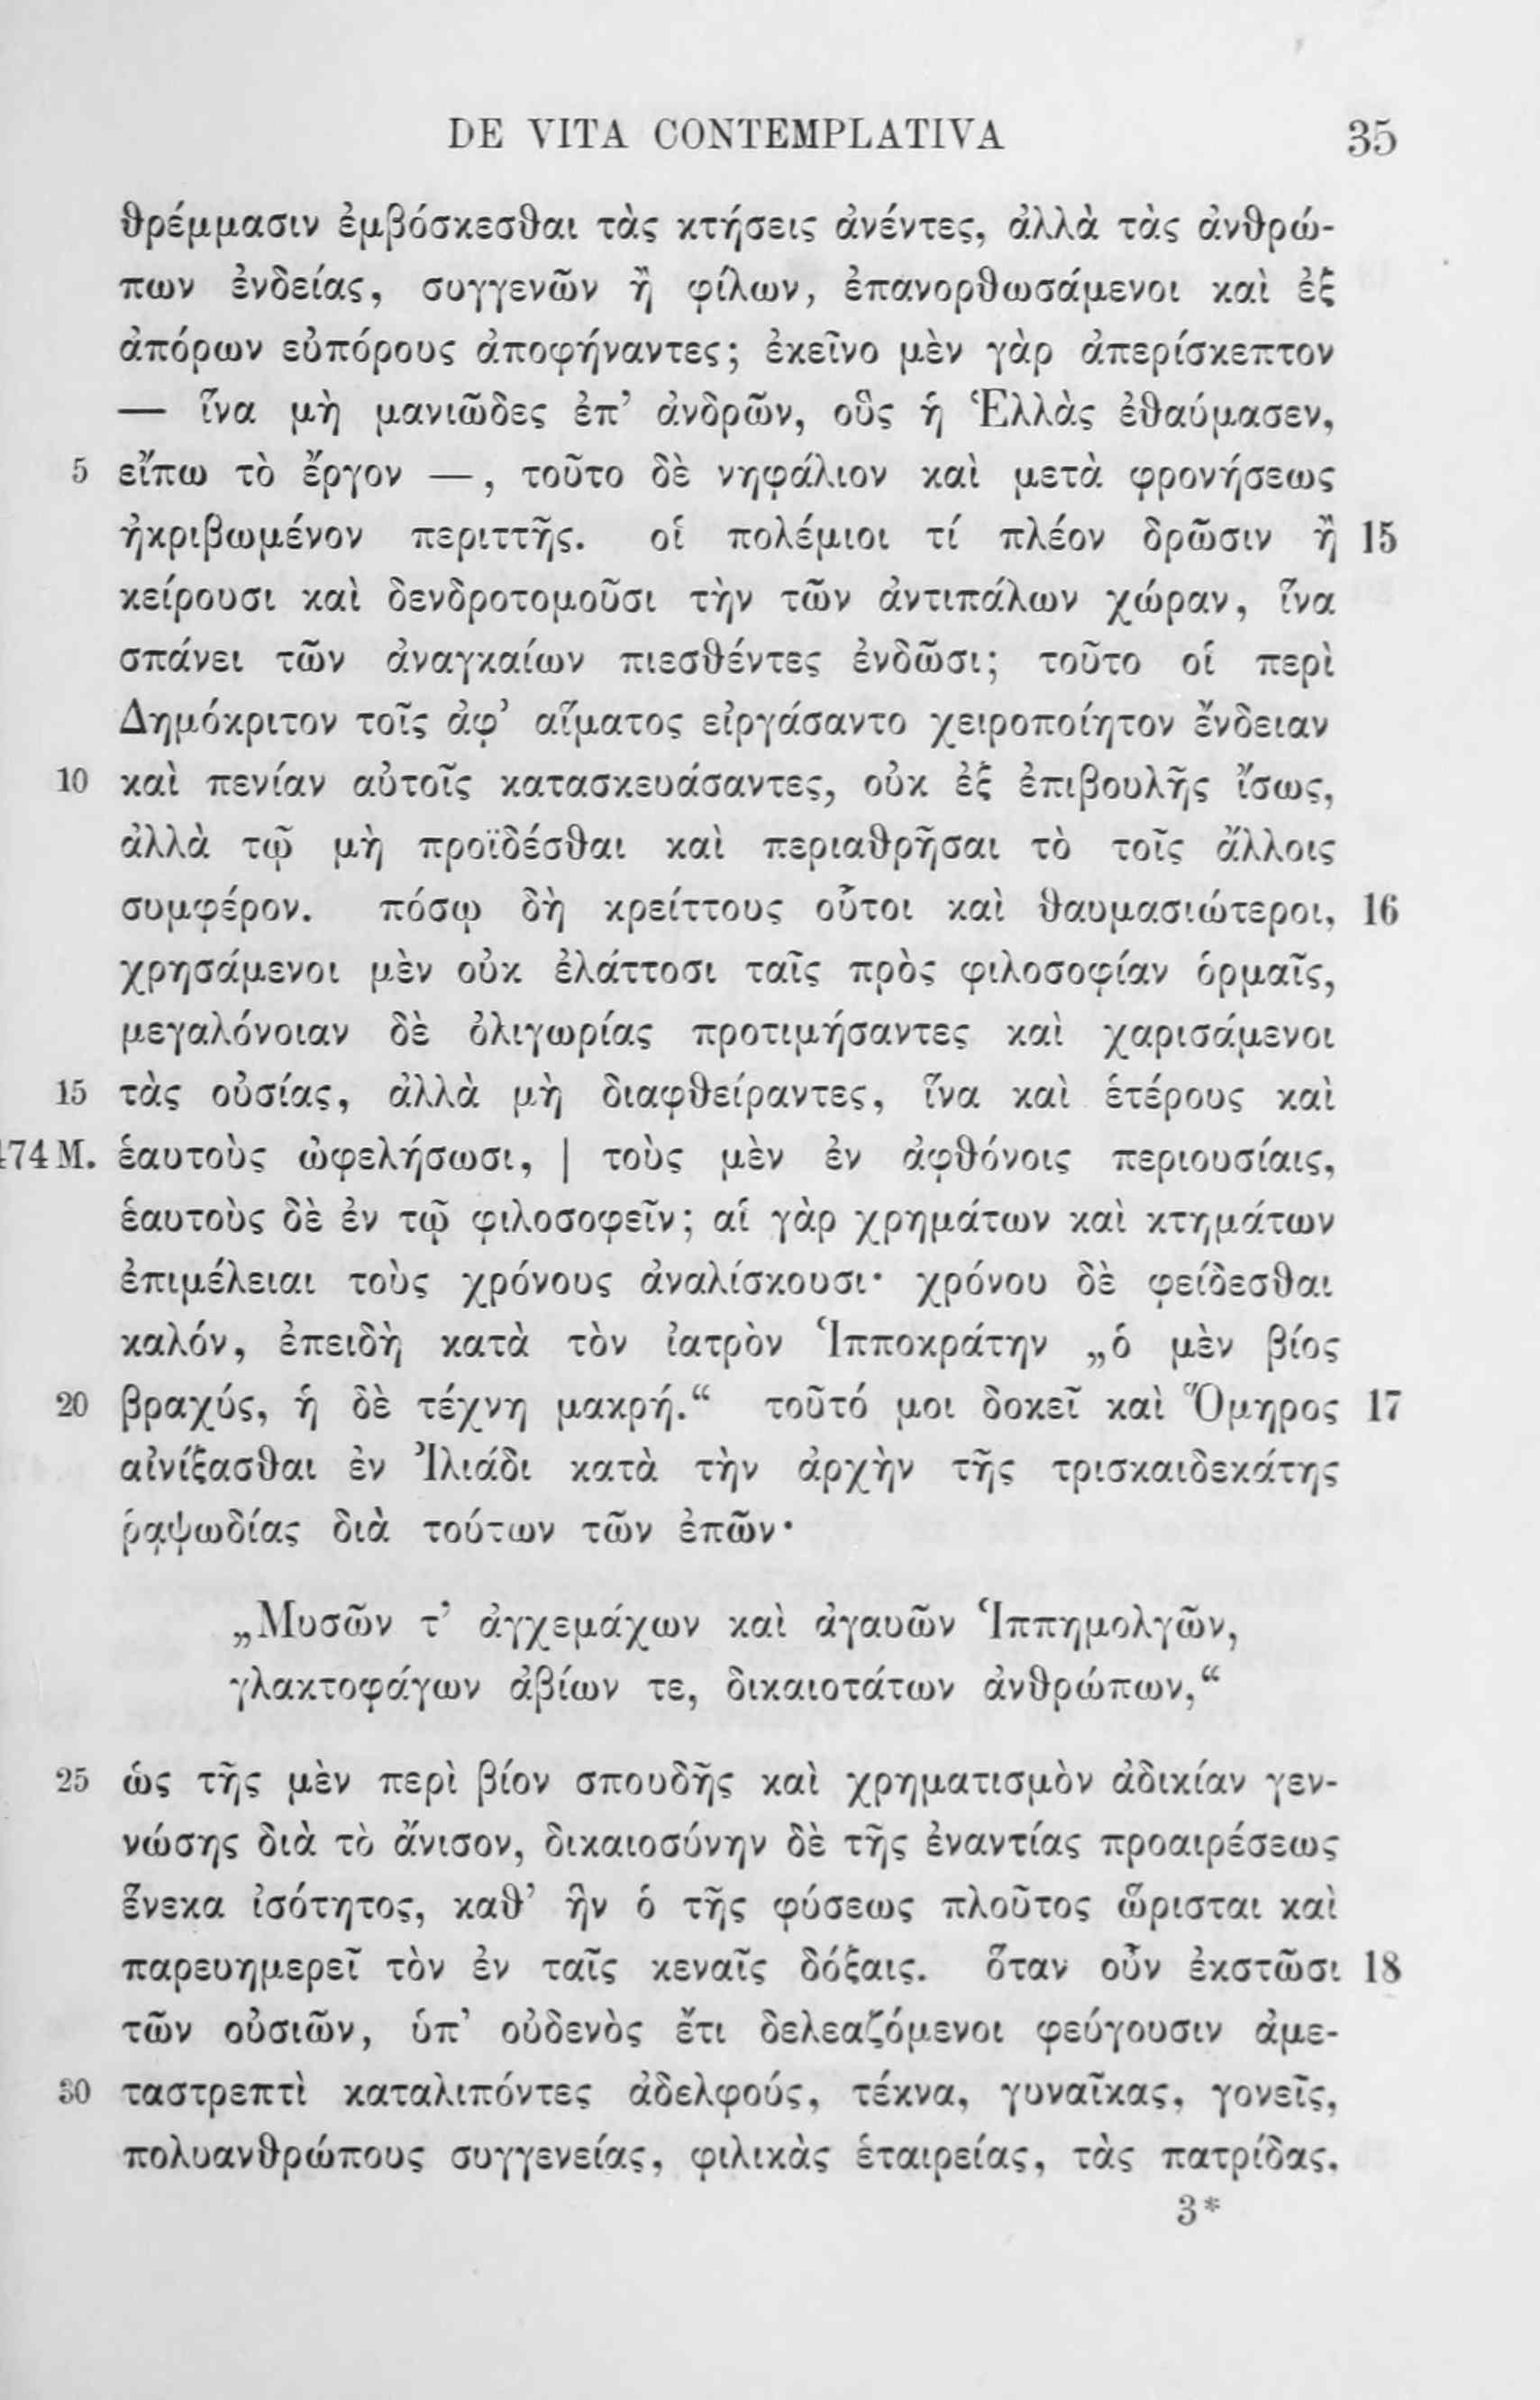 DE VITA CONTEMPLATIVA 35
θρέμμασιν ἐμβόσκεσθαι τὰς κτήσεις ἀνέντες, ἀλλὰ τὰς ἀνθρώ-
πων ἐνδείας, συγγενῶν ἢ φίλων, ἐπανορθωσάμενοι καὶ ἐξ
ἀπόρων εὐπόρους ἀποφήναντες; ἐκεῖνο μὲν γὰρ ἀπερίσκεπτον
— ἵνα μὴ μανιῶδες ἐπ’ ἀνδρῶν, οὓς ἡ Ἑλλὰς ἐθαύμασεν,
5 εἴπω τὸ ἔργον —, τοῦτο δὲ νηφάλιον καὶ μετὰ φρονήσεως
ἠκριβωμένον περιττῆς. οἱ πολέμιοι τί πλέον δρῶσιν ἢ 15
κείρουσι καὶ δενδροτομοῦσι τὴν τῶν ἀντιπάλων χώραν, ἵνα
σπάνει τῶν ἀναγκαίων πιεσθέντες ἐνδῶσι; τοῦτο οἱ περὶ
Δημόκριτον τοῖς ἀφ’ αἵματος εἰργάσαντο χειροποίητον ἔνδειαν
10 καὶ πενίαν αὐτοῖς κατασκευάσαντες, οὐκ ἐξ ἐπιβουλῆς ἴσως,
ἀλλὰ τῷ μὴ προϊδέσθαι καὶ περιαθρῆσαι τὸ τοῖς ἄλλοις
συμφέρον. πόσῳ δὴ κρείττους οὗτοι καὶ θαυμασιώτεροι, 16
χρησάμενοι μὲν οὐκ ἐλάττοσι ταῖς πρὸς φιλοσοφίαν ὁρμαῖς,
μεγαλόνοιαν δὲ ὀλιγωρίας προτιμήσαντες καὶ χαρισάμενοι
15 τὰς οὐσίας, ἀλλὰ μὴ διαφθείραντες, ἵνα καὶ ἑτέρους καὶ
474 M. ἑαυτοὺς ὠφελήσωσι, | τοὺς μὲν ἐν ἀφθόνοις περιουσίαις,
ἑαυτοὺς δὲ ἐν τῷ φιλοσοφεῖν; αἱ γὰρ χρημάτων καὶ κτημάτων
ἐπιμέλειαι τοὺς χρόνους ἀναλίσκουσι· χρόνου δὲ φείδεσθαι
καλόν, ἐπειδὴ κατὰ τὸν ἰατρὸν Ἱπποκράτην „ὁ μὲν βίος
20 βραχύς, ἡ δὲ τέχνη μακρή.“ τοῦτό μοι δοκεῖ καὶ Ὅμηρος 17
αἰνίξασθαι ἐν Ἰλιάδι κατὰ τὴν ἀρχὴν τῆς τρισκαιδεκάτης
ῥαψωδίας διὰ τούτων τῶν ἐπῶν·
„Μυσῶν τ’ ἀγχεμάχων καὶ ἀγαυῶν Ἱππημολγῶν,
γλακτοφάγων ἀβίων τε, δικαιοτάτων ἀνθρώπων,“
25 ὡς τῆς μὲν περὶ βίον σπουδῆς καὶ χρηματισμὸν ἀδικίαν γεν-
νώσης διὰ τὸ ἄνισον, δικαιοσύνην δὲ τῆς ἐναντίας προαιρέσεως
ἕνεκα ἰσότητος, καθ’ ἣν ὁ τῆς φύσεως πλοῦτος ὥρισται καὶ
παρευημερεῖ τὸν ἐν ταῖς κεναῖς δόξαις. ὅταν οὖν ἐκστῶσι 18
τῶν οὐσιῶν, ὑπ’ οὐδενὸς ἔτι δελεαζόμενοι φεύγουσιν ἀμε-
30 ταστρεπτὶ καταλιπόντες ἀδελφούς, τέκνα, γυναῖκας, γονεῖς,
πολυανθρώπους συγγενείας, φιλικὰς ἑταιρείας, τὰς πατρίδας,
3*